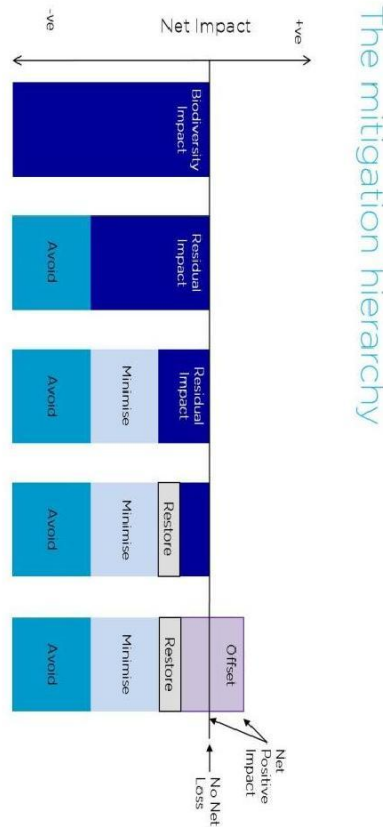 The mitigation hierarchy
+ve
Net Impact
-ve
Biodiversity
Impact
Residual
Impact
Avoid
Residual
Impact
Minimise
Avoid
Restore
Minimise
Avoid
Offset
Restore
Minimise
Avoid
Net
Positive
Impact
No Net
Loss